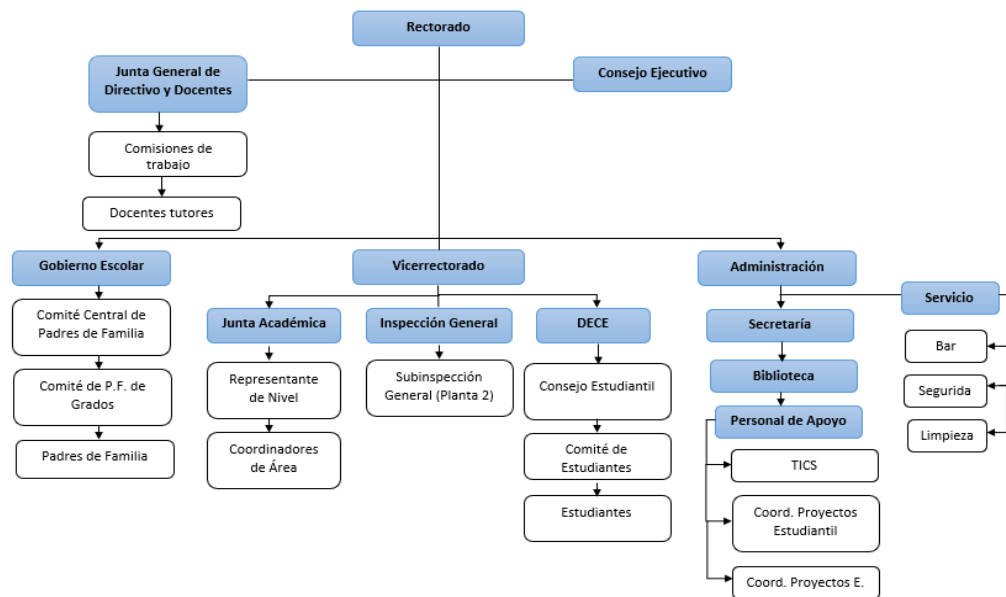 Rectorado
Junta General de
Directivo y Docentes
Consejo Ejecutivo
Comisiones de
trabajo
Docentes tutores
Gobierno Escolar
Vicerrectorado
Administración
Comité Central de
Padres de Familia
Junta Académica
Inspección General
DECE
Secretaría
Servicio
Comité de P.F. de
Grados
Representante
de Nivel
Subinspección
General (Planta 2)
Consejo Estudiantil
Biblioteca
Bar
Segurida
Padres de Familia
Coordinadores
de Área
Comité de
Estudiantes
Personal de Apoyo
Limpieza
Estudiantes
TICS
Coord. Proyectos
Estudiantil
Coord. Proyectos E.